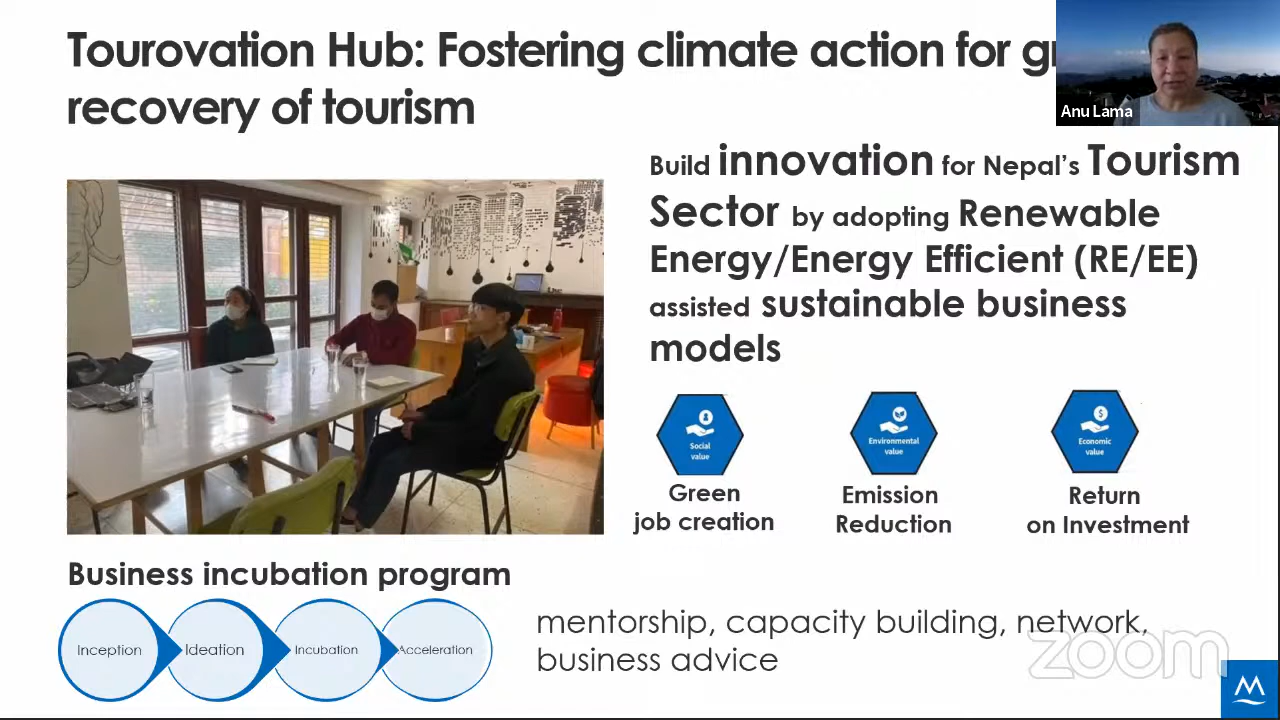 Tourovation Hub: Fostering climate action for
recovery of tourism
Anu Lama
Build innovation for Nepal's Tourism
Sector by adopting Renewable
Energy/Energy Efficient (RE/EE)
assisted sustainable business
models
Social
value
Environmental
value
Economic
value
Green
job creation
Emission
Reduction
Return
on Investment
Business incubation program
Inception
Ideation
Incubation
Acceleration
mentorship, capacity building, network,
business advice
zoom